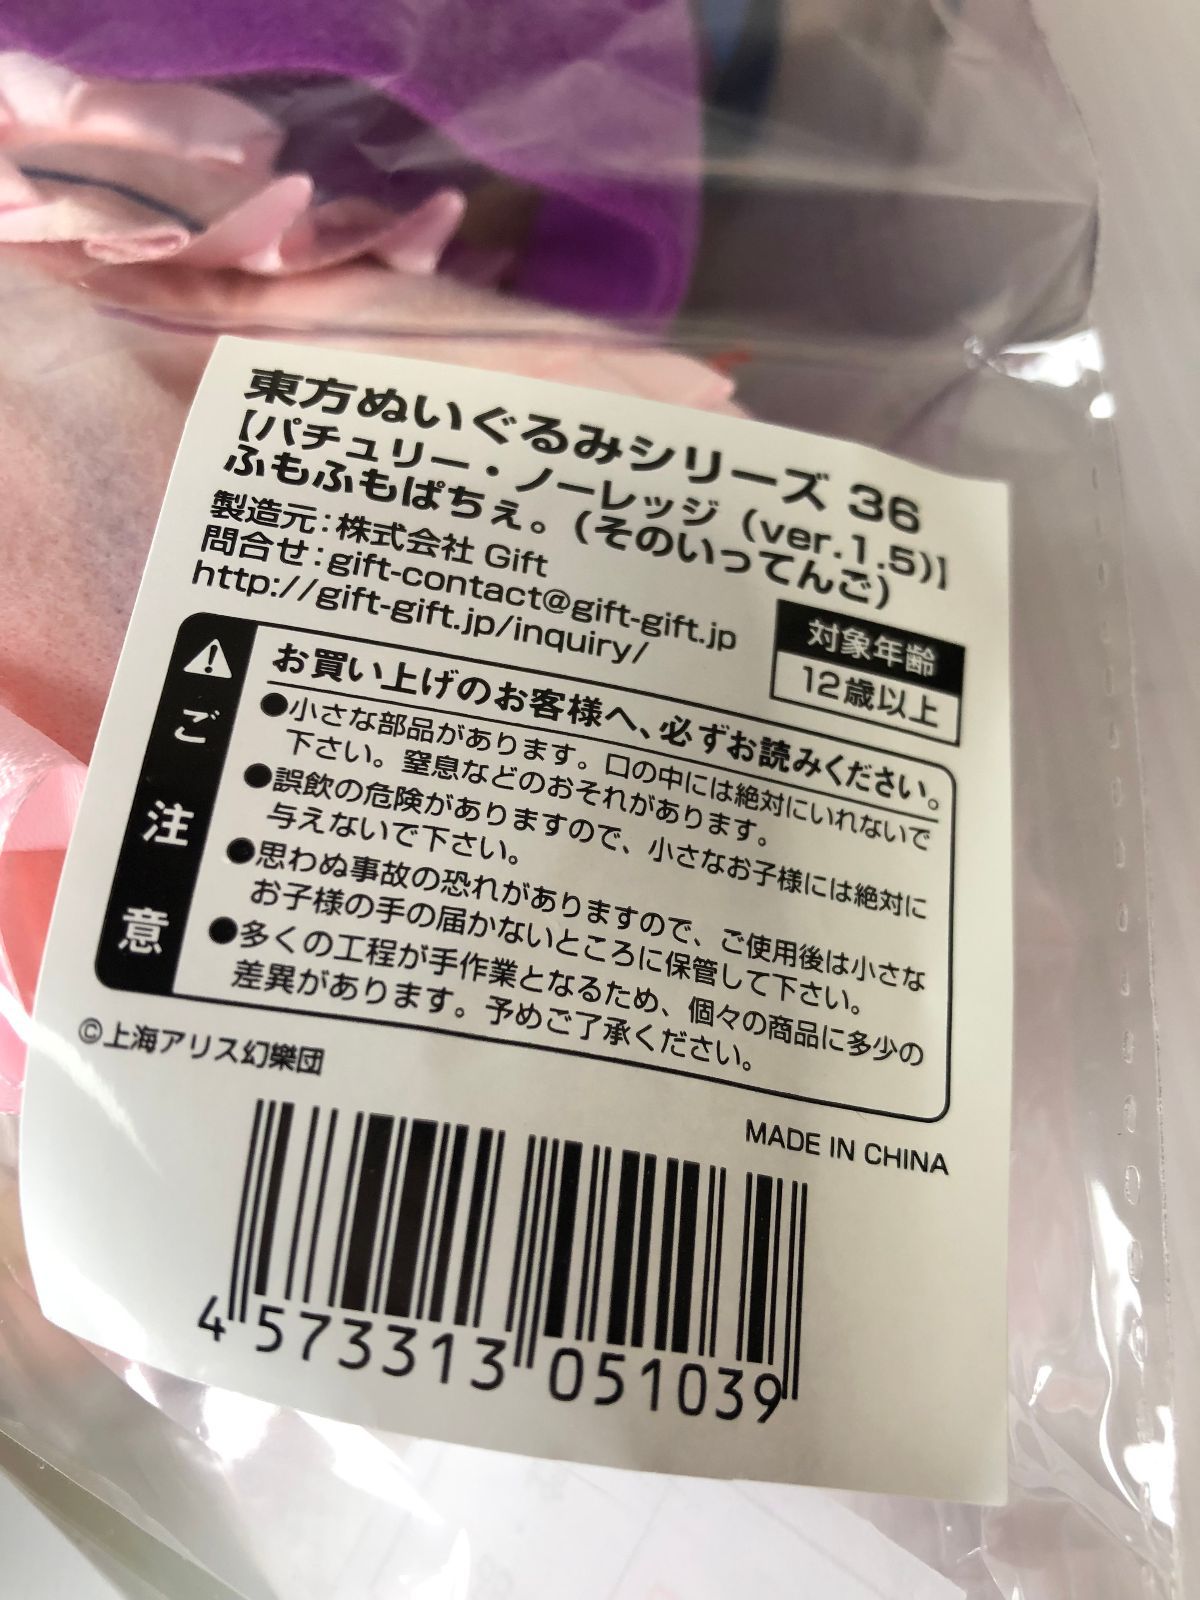 東方ぬいぐるみシリーズ 36
【パチュリー・ノーレッジ（ver.1.5)】
ふもふもぱちぇ。(そのいってんご)
製造元:株式会社 Gift
問合せ:gift-contact@gift-gift.jp
http://gift-gift.jp/inquiry/
対象年齢
12歳以上
ご注意
お買い上げのお客様へ、必ずお読みください。
●小さな部品があります。口の中には絶対にいれないで
下さい。窒息などのおそれがあります。
●誤飲の危険がありますので、小さなお子様には絶対に
与えないで下さい。
●思わぬ事故の恐れがありますので、ご使用後は小さな
お子様の手の届かないところに保管して下さい。
●多くの工程が手作業となるため、個々の商品に多少の
差異があります。予めご了承ください。
©上海アリス幻樂団
MADE IN CHINA
4 573313 051039